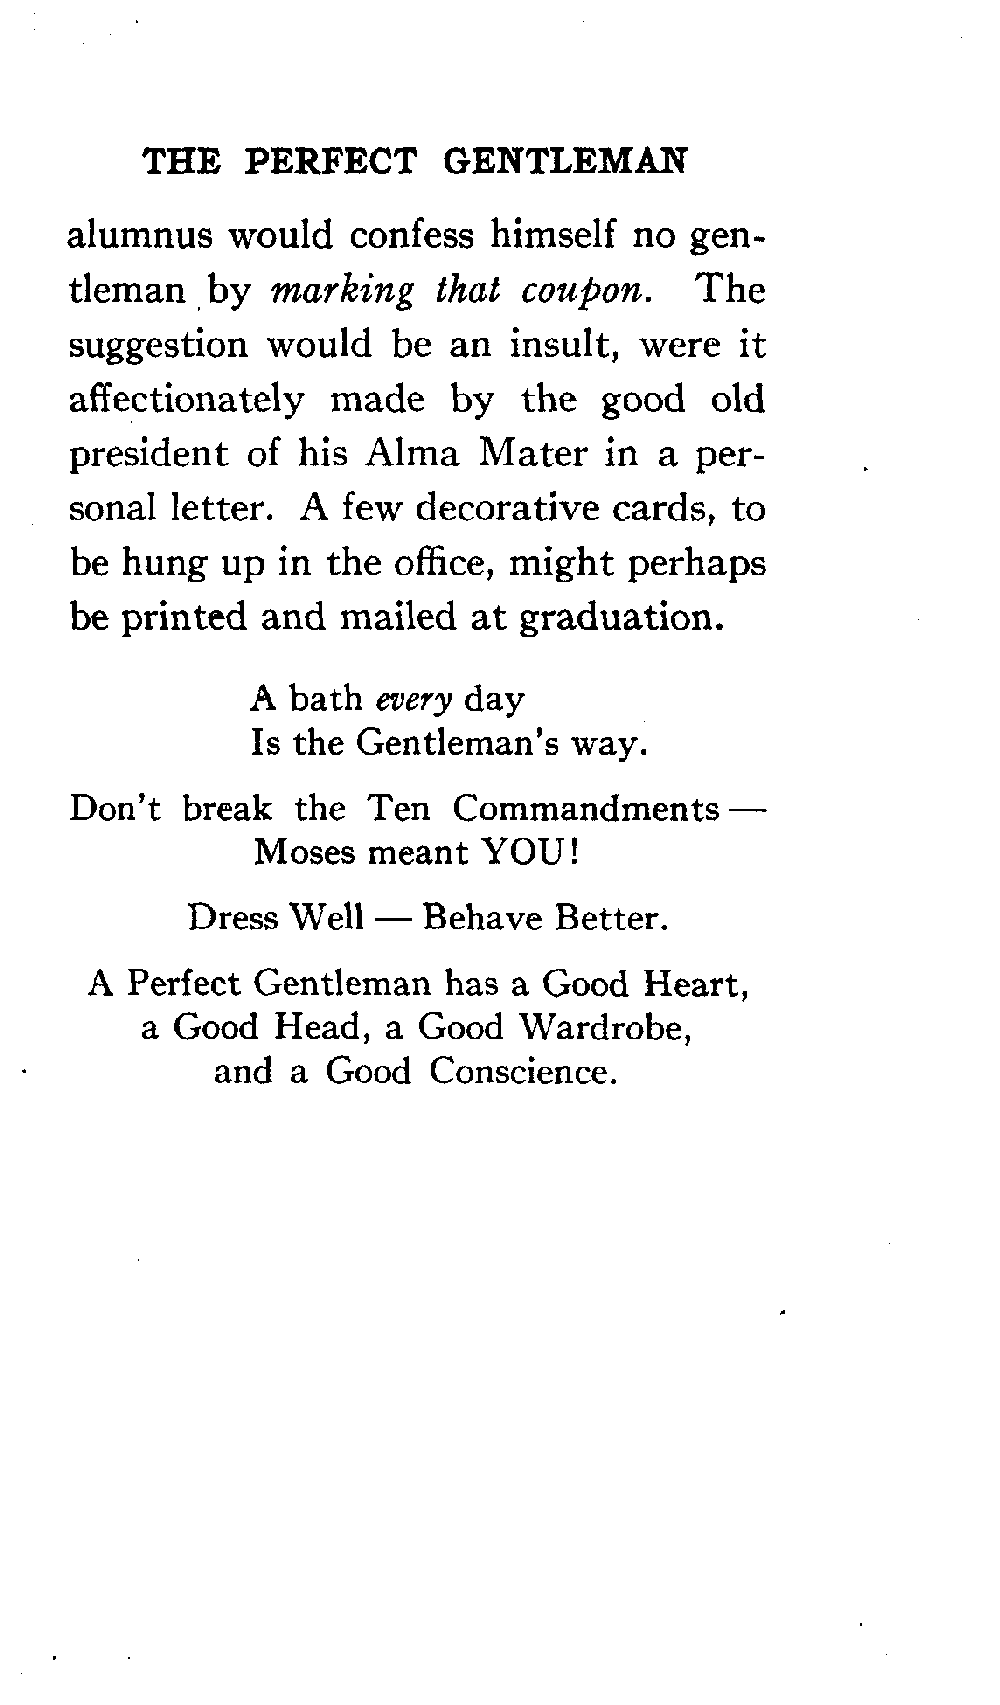 THE PERFECT GENTLEMAN
alumnus would confess himself no gen-
tleman by marking that coupon. The
suggestion would be an insult, were it
affectionately made by the good old
president of his Alma Mater in a per-
sonal letter. A few decorative cards, to
be hung up in the office, might perhaps
be printed and mailed at graduation.
A bath every day
Is the Gentleman's way.
Don't break the Ten Commandments —
Moses meant YOU!
Dress Well — Behave Better.
A Perfect Gentleman has a Good Heart,
a Good Head, a Good Wardrobe,
and a Good Conscience.